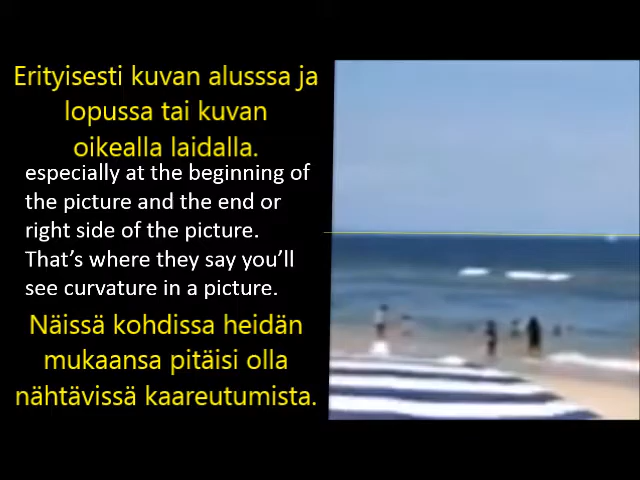 Erityisesti kuvan alusssa ja
lopussa tai kuvan
oikealla laidalla.
especially at the beginning of
the picture and the end or
right side of the picture.
That’s where they say you’ll
see curvature in a picture.
Näissä kohdissa heidän
mukaansa pitäisi olla
nähtävissä kaareutumista.